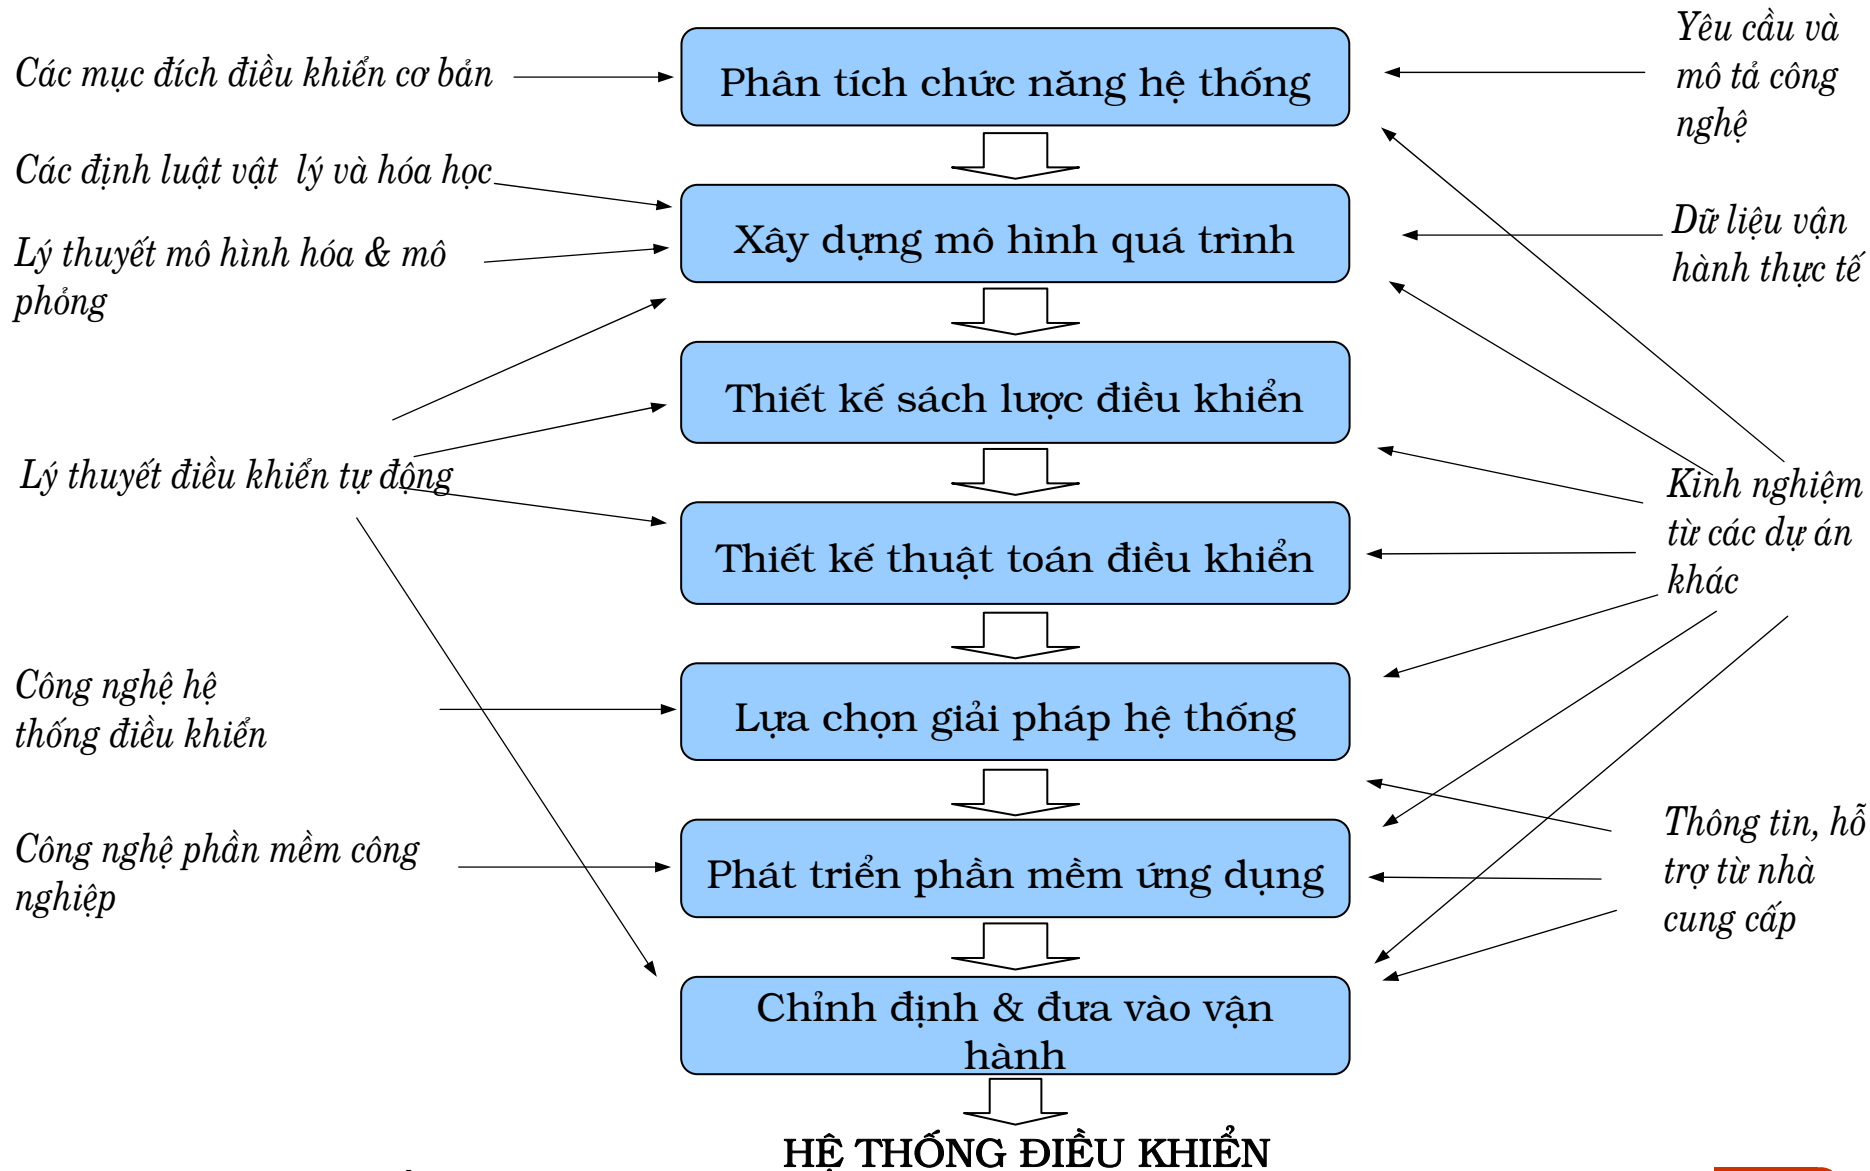 Các mục đích điều khiển cơ bản
Phân tích chức năng hệ thống
Yêu cầu và
mô tả công
nghệ
Các định luật vật lý và hóa học
Lý thuyết mô hình hóa & mô
phỏng
Xây dựng mô hình quá trình
Dữ liệu vận
hành thực tế
Thiết kế sách lược điều khiển
Lý thuyết điều khiển tự động
Kinh nghiệm
từ các dự án
khác
Thiết kế thuật toán điều khiển
Công nghệ hệ
thống điều khiển
Lựa chọn giải pháp hệ thống
Công nghệ phần mềm công
nghiệp
Phát triển phần mềm ứng dụng
Thông tin, hỗ
trợ từ nhà
cung cấp
Chỉnh định & đưa vào vận
hành
HỆ THỐNG ĐIỀU KHIỂN